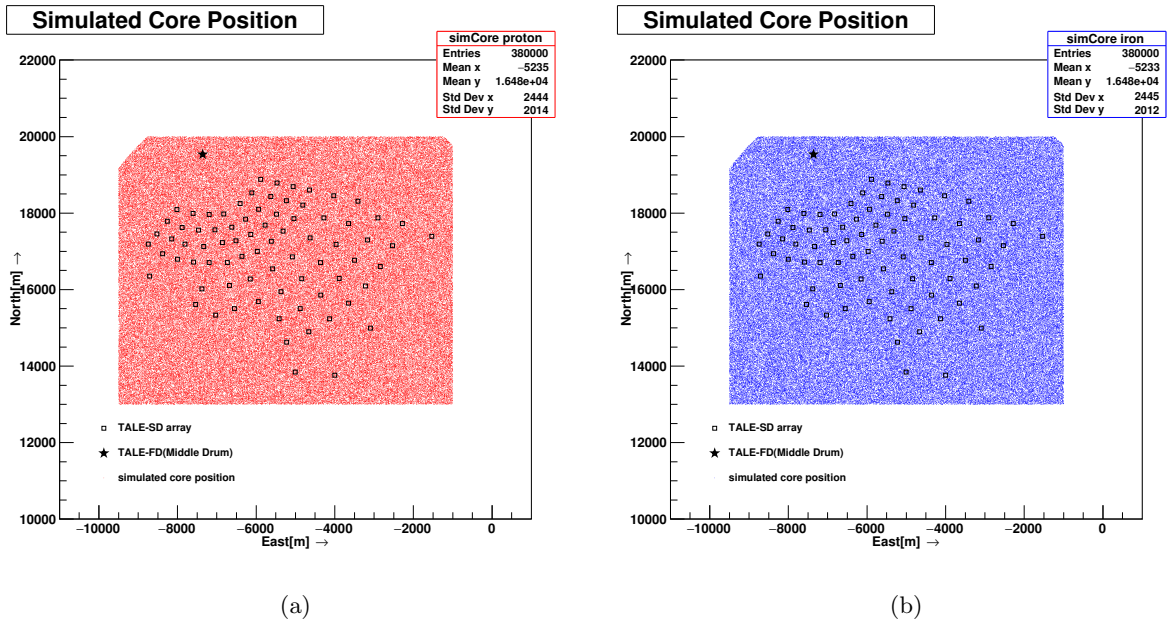 Simulated Core Position
simCore proton
Entries 380000
Mean x −5235
Mean y 1.648e+04
Std Dev x 2444
Std Dev y 2014
22000
20000
18000
16000
14000
12000
10000
North[m] →
TALE-SD array
TALE-FD(Middle Drum)
simulated core position
−10000 −8000 −6000 −4000 −2000 0
East[m] →
(a)
Simulated Core Position
simCore iron
Entries 380000
Mean x −5233
Mean y 1.648e+04
Std Dev x 2445
Std Dev y 2012
22000
20000
18000
16000
14000
12000
10000
North[m] →
TALE-SD array
TALE-FD(Middle Drum)
simulated core position
−10000 −8000 −6000 −4000 −2000 0
East[m] →
(b)